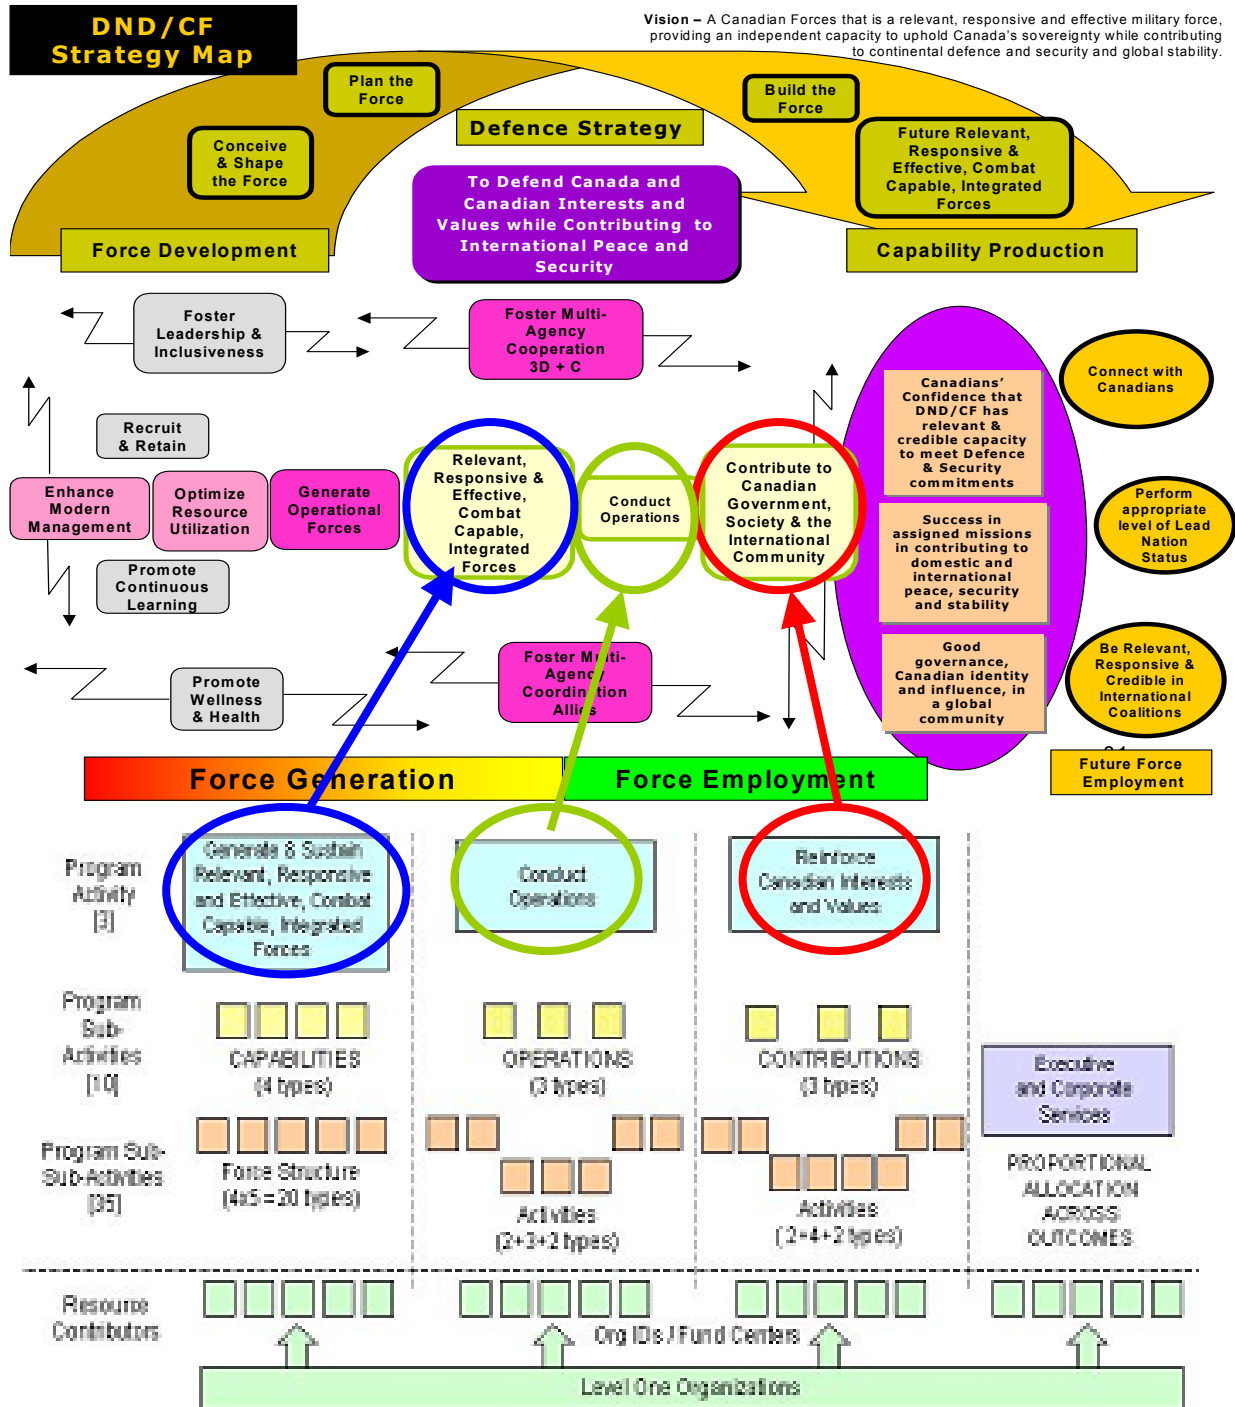 DND/CF
Strategy Map
Vision – A Canadian Forces that is a relevant, responsive and effective military force,
providing an independent capacity to uphold Canada's sovereignty while contributing
to continental defence and security and global stability.
Plan the
Force
Build the
Force
Defence Strategy
Conceive
& Shape
the Force
Future Relevant,
Responsive &
Effective, Combat
Capable, Integrated
Forces
To Defend Canada and
Canadian Interests and
Values while Contributing to
International Peace and
Security
Force Development
Capability Production
Foster
Leadership &
Inclusiveness
Foster Multi-
Agency
Cooperation
3D + C
Connect with
Canadians
Canadians’
Confidence that
DND/CF has
relevant &
credible capacity
to meet Defence
& Security
commitments
Recruit
& Retain
Enhance
Modern
Management
Optimize
Resource
Utilization
Generate
Operational
Forces
Relevant,
Responsive &
Effective,
Combat
Capable,
Integrated
Forces
Conduct
Operations
Contribute to
Canadian
Government,
Society & the
International
Community
Perform
appropriate
level of Lead
Nation
Status
Success in
assigned missions
in contributing to
domestic and
international
peace, security
and stability
Promote
Continuous
Learning
Good
governance,
Canadian identity
and influence, in
a global
community
Be Relevant,
Responsive &
Credible in
International
Coalitions
Promote
Wellness
& Health
Foster Multi-
Agency
Coordination
Allies
Force Generation
Force Employment
Future Force
Employment
Program
Activity
[3]
Generate & Sustain
Relevant, Responsive
and Effective, Combat
Capable, Integrated
Forces
Conduct
Operations
Reinforce
Canadian Interests
and Values
Program
Sub-
Activities
[10]
CAPABILITIES
(4 types)
OPERATIONS
(3 types)
CONTRIBUTIONS
(3 types)
Executive
and Corporate
Services
Program Sub-
Sub-Activities
[35]
Force Structure
(4x5=20 types)
Activities
(2+3+2 types)
Activities
(2+4+2 types)
PROPORTIONAL
ALLOCATION
ACROSS
OUTCOMES
Resource
Contributors
Org IDs / Fund Centers
Level One Organizations